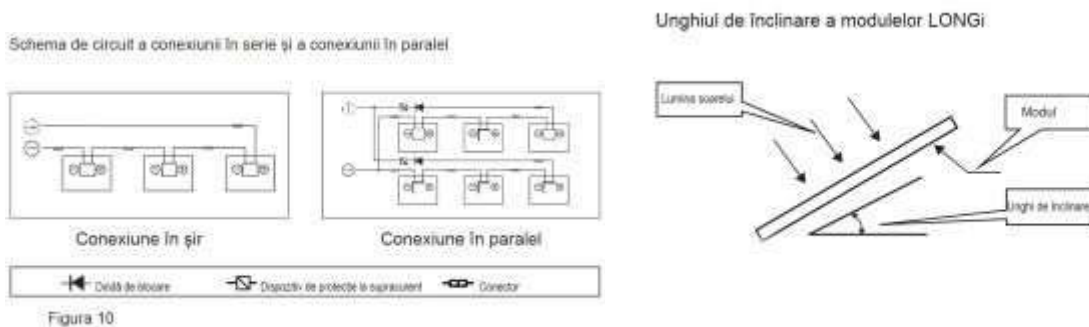 Schema de circuit a conexiunii în serie și a conexiunii în paralel
Conexiune în șir
Conexiune în paralel
Diodă de blocare
Dispozitiv de protecție la supracurent
Conector
Figura 10
Unghiul de înclinare a modulelor LONGi
Lumina soarelui
Modul
Unghi de înclinare